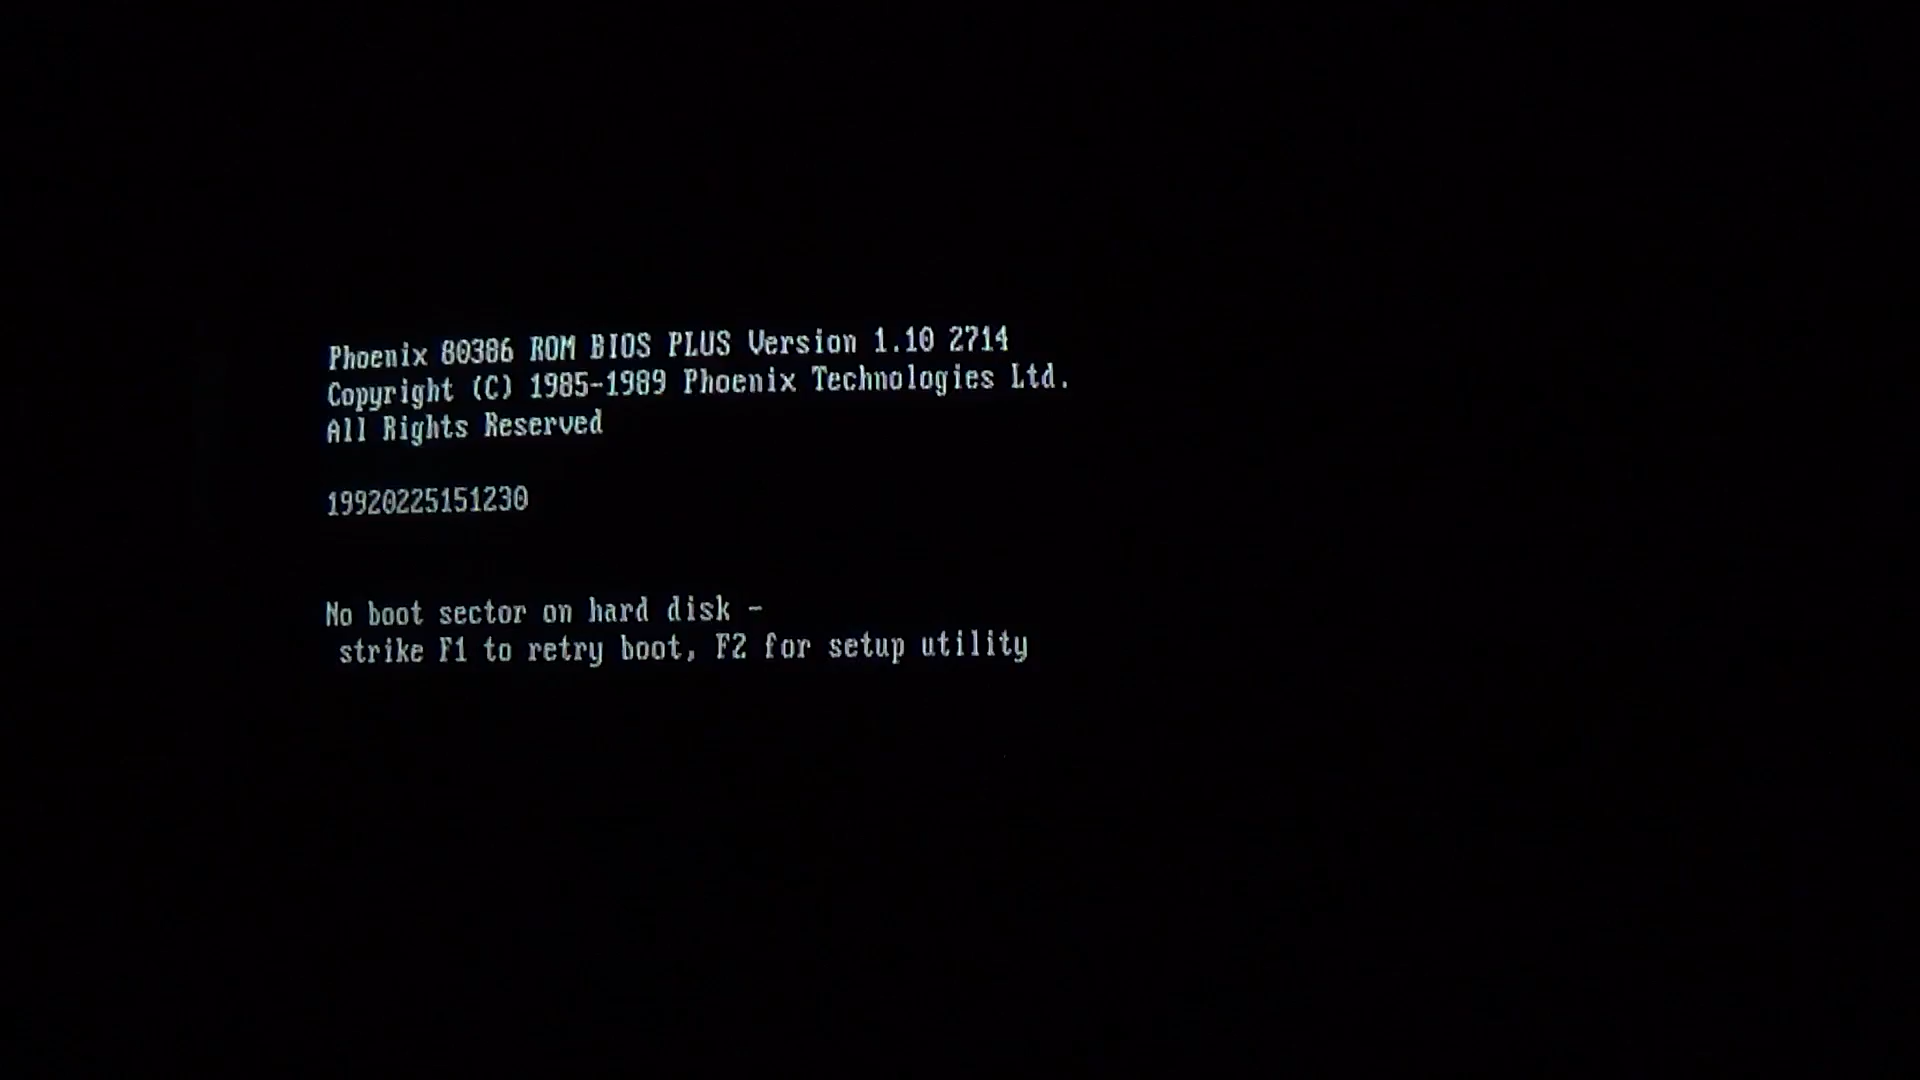 Phoenix 80386 ROM BIOS PLUS Version 1.10 2714
Copyright (C) 1985-1989 Phoenix Technologies Ltd.
All Rights Reserved
19920225151230
No boot sector on hard disk -
strike F1 to retry boot, F2 for setup utility